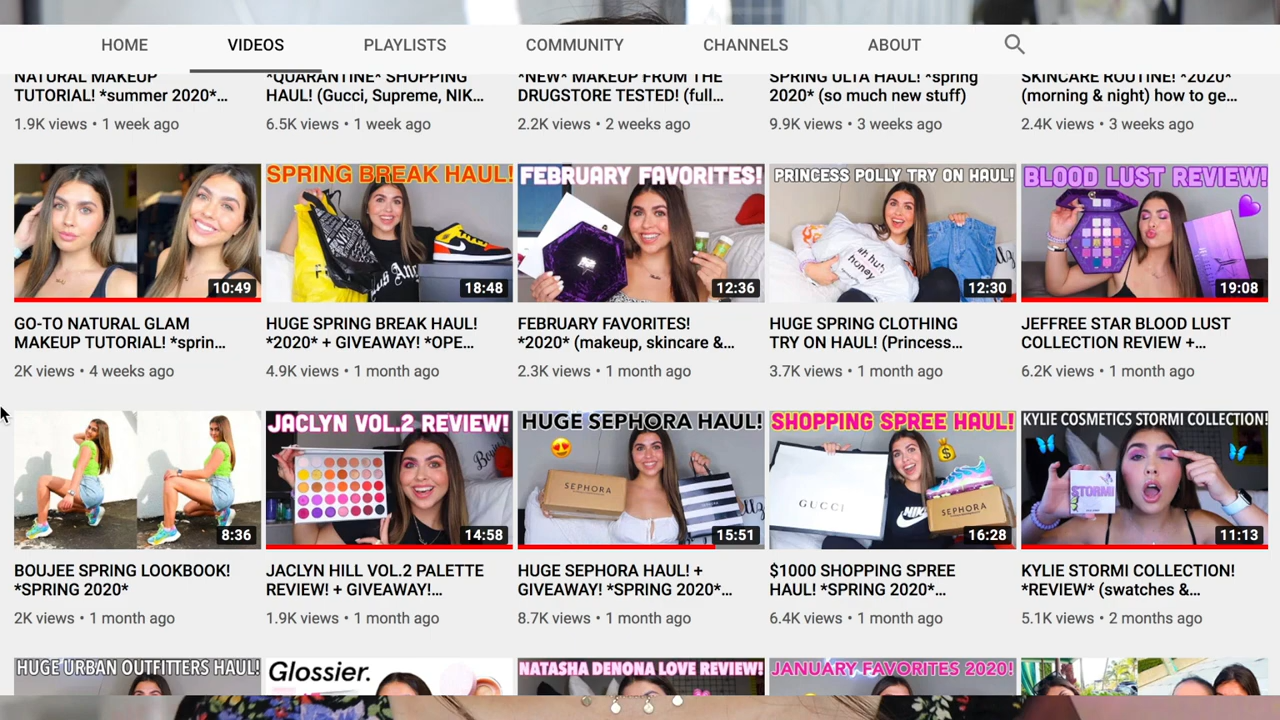 HOME VIDEOS PLAYLISTS COMMUNITY CHANNELS ABOUT
NATURAL MAKEUP
TUTORIAL! *summer 2020*...
1.9K views • 1 week ago
*QUARANTINE* SHOPPING
HAUL! (Gucci, Supreme, NIK...
6.5K views • 1 week ago
*NEW* MAKEUP FROM THE
DRUGSTORE TESTED! (full...
2.2K views • 2 weeks ago
SPRING ULTA HAUL! *spring
2020* (so much new stuff)
9.9K views • 3 weeks ago
SKINCARE ROUTINE! *2020*
(morning & night) how to ge...
2.4K views • 3 weeks ago
10:49
GO-TO NATURAL GLAM
MAKEUP TUTORIAL! *sprin...
2K views • 4 weeks ago
SPRING BREAK HAUL!
18:48
HUGE SPRING BREAK HAUL!
*2020* + GIVEAWAY! *OPE...
4.9K views • 1 month ago
FEBRUARY FAVORITES!
12:36
FEBRUARY FAVORITES!
*2020* (makeup, skincare &...
2.3K views • 1 month ago
PRINCESS POLLY TRY ON HAUL!
ah huh
honey
12:30
HUGE SPRING CLOTHING
TRY ON HAUL! (Princess...
3.7K views • 1 month ago
BLOOD LUST REVIEW!
19:08
JEFFREE STAR BLOOD LUST
COLLECTION REVIEW +...
6.2K views • 1 month ago
8:36
BOUJEE SPRING LOOKBOOK!
*SPRING 2020*
2K views • 1 month ago
JACLYN VOL.2 REVIEW!
14:58
JACLYN HILL VOL.2 PALETTE
REVIEW! + GIVEAWAY!...
1.9K views • 1 month ago
HUGE SEPHORA HAUL!
SEPHORA
15:51
HUGE SEPHORA HAUL! +
GIVEAWAY! *SPRING 2020*...
8.7K views • 1 month ago
SHOPPING SPREE HAUL!
GUCCI
NIKE
SEPHORA
16:28
$1000 SHOPPING SPREE
HAUL! *SPRING 2020*...
6.4K views • 1 month ago
KYLIE COSMETICS STORMI COLLECTION!
STORMI
11:13
KYLIE STORMI COLLECTION!
*REVIEW* (swatches &...
5.1K views • 2 months ago
HUGE URBAN OUTFITTERS HAUL!
Glossier.
NATASHA DENONA LOVE REVIEW!
JANUARY FAVORITES 2020!